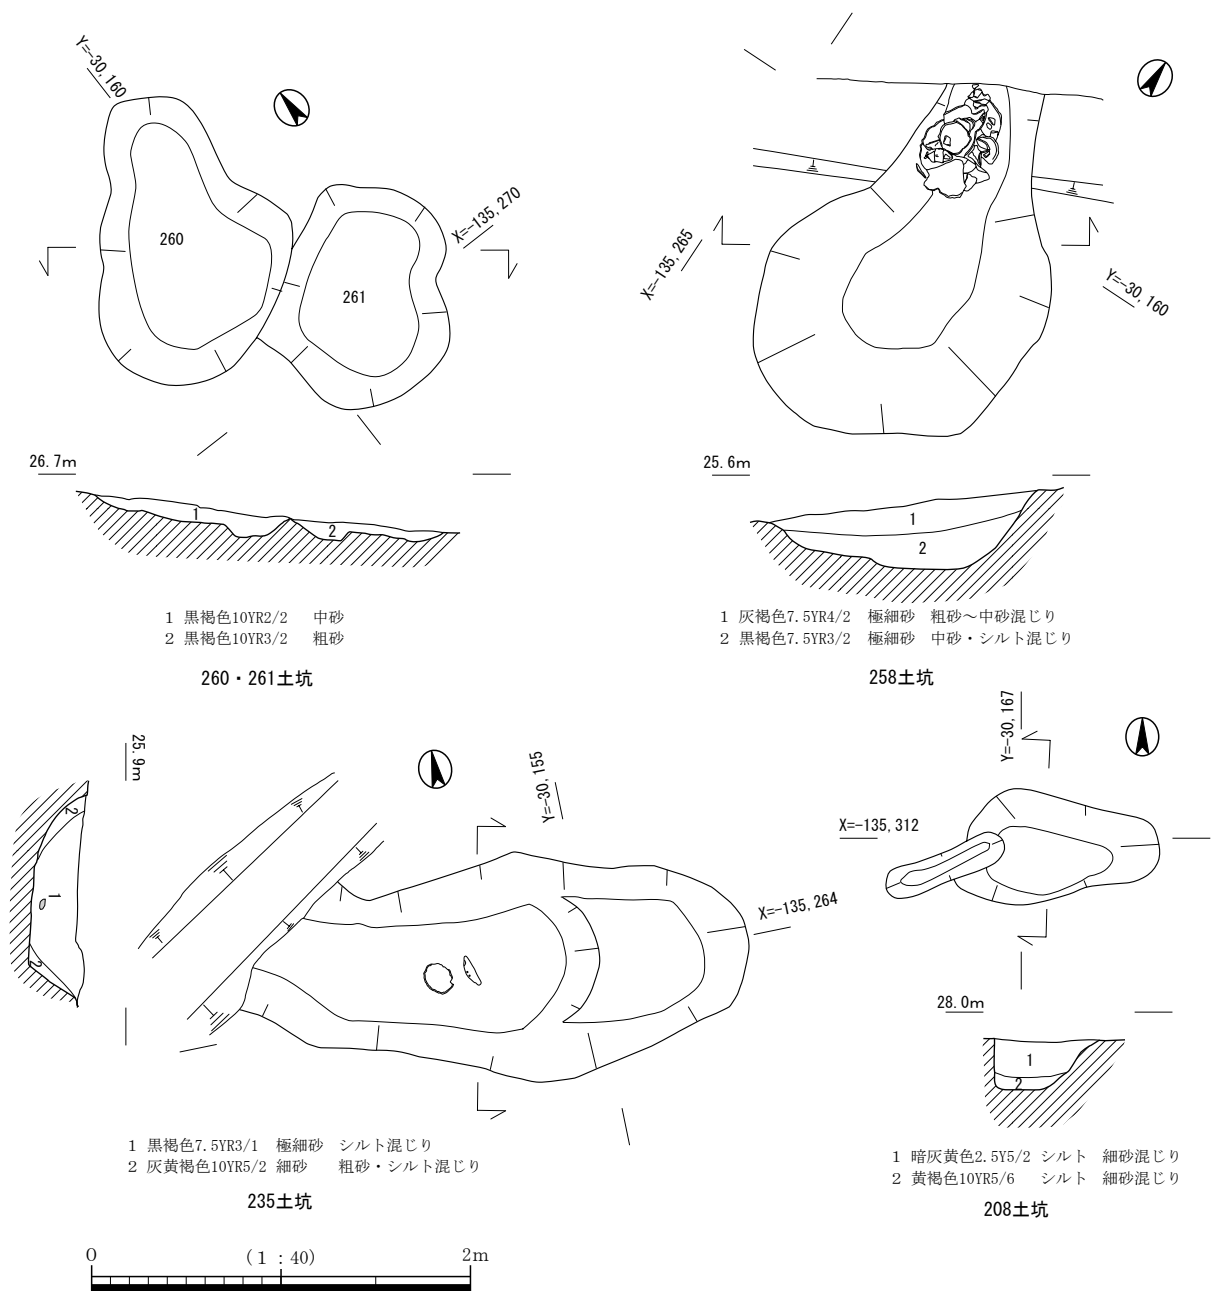 Y=-30,160
X=-135,270
260
261
26.7m
1
2
1 黒褐色10YR2/2 中砂
2 黒褐色10YR3/2 粗砂
260・261土坑
X=-135,265
Y=-30,160
25.6m
1
2
1 灰褐色7.5YR4/2 極細砂 粗砂～中砂混じり
2 黒褐色7.5YR3/2 極細砂 中砂・シルト混じり
258土坑
25.9m
2
1
2
Y=-30,155
X=-135,264
1 黒褐色7.5YR3/1 極細砂 シルト混じり
2 灰黄褐色10YR5/2 細砂 粗砂・シルト混じり
235土坑
Y=-30,167
X=-135,312
28.0m
1
2
1 暗灰黄色2.5Y5/2 シルト 細砂混じり
2 黄褐色10YR5/6 シルト 細砂混じり
208土坑
0 (1：40) 2m